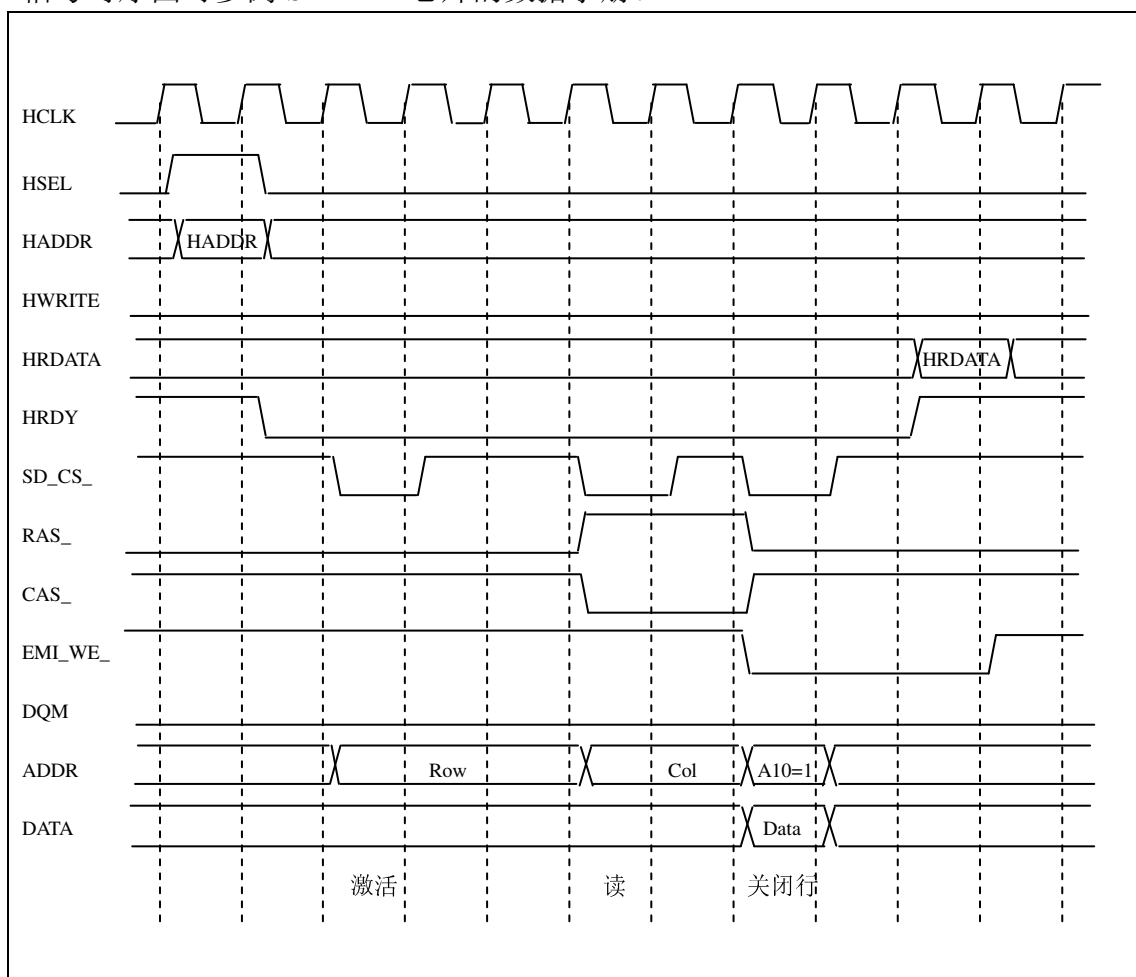 HCLK
HSEL
HADDR HADDR
HWRITE
HRDATA HRDATA
HRDY
SD_CS_
RAS_
CAS_
EMI_WE_
DQM
ADDR Row Col A10=1
DATA Data
激活 读 关闭行